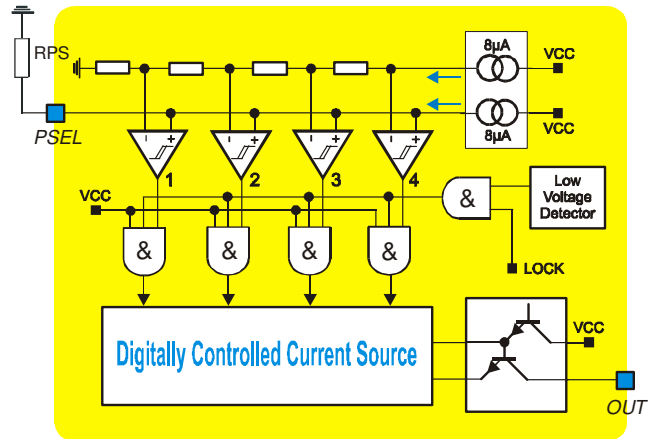 RPS
8µA
VCC
PSEL
- +
- +
- +
- +
8µA
VCC
1
2
3
4
VCC
&
Low
Voltage
Detector
& & & &
LOCK
Digitally Controlled Current Source
VCC
OUT